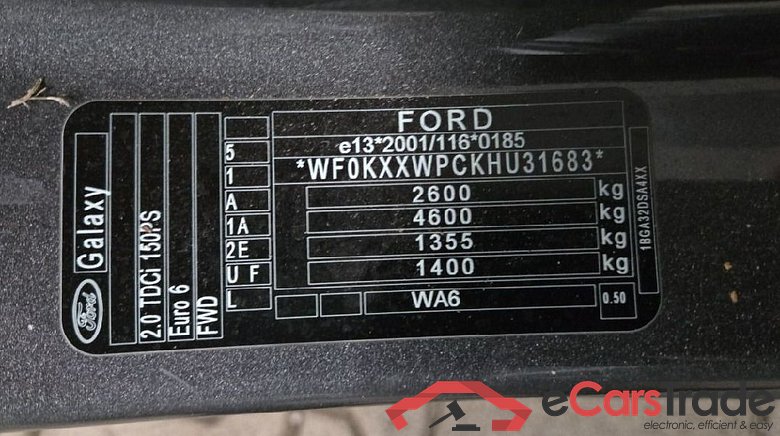 FORD
e13*2001/116*0185
*WF0KXXWPCKHU31683*
2600 kg
4600 kg
1355 kg
1400 kg
WA6 0.50
5
1
A
1A
2E
U F
L
Ford
Galaxy
2.0 TDCi 150PS
Euro 6
FWD
1BGA32DSA4XX
eCarstrade
electronic, efficient & easy